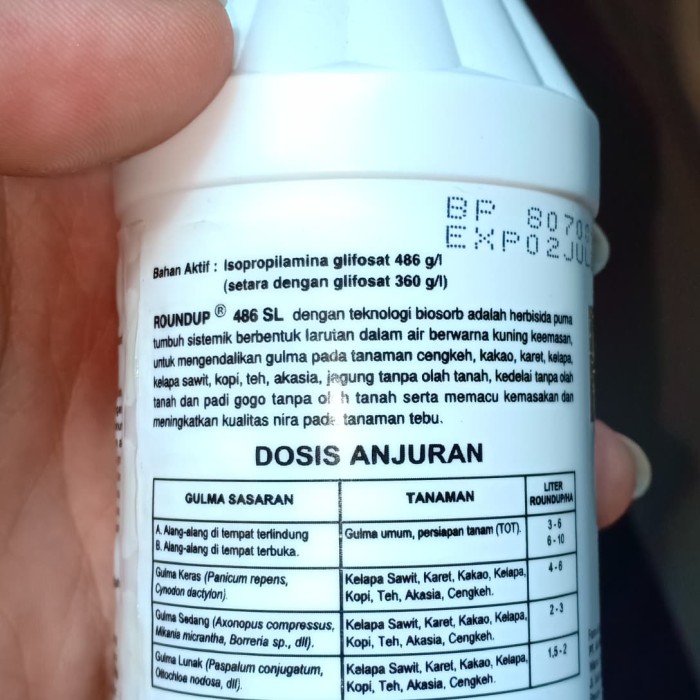 BP 8070
EXP02JUL
Bahan Aktif : Isopropilamina glifosat 486 g/l
(setara dengan glifosat 360 g/l)
ROUNDUP ® 486 SL dengan teknologi biosorb adalah herbisida purna
tumbuh sistemik berbentuk larutan dalam air berwarna kuning keemasan,
untuk mengendalikan gulma pada tanaman cengkeh, kakao, karet, kelapa,
kelapa sawit, kopi, teh, akasia, jagung tanpa olah tanah, kedelai tanpa olah
tanah dan padi gogo tanpa olah tanah serta memacu kemasakan dan
meningkatkan kualitas nira pada tanaman tebu.
DOSIS ANJURAN
GULMA SASARAN TANAMAN LITER
ROUNDUP/HA
A. Alang-alang di tempat terlindung Gulma umum, persiapan tanam (TOT). 3-6
B. Alang-alang di tempat terbuka. 6-10
Gulma Keras (Panicum repens, Kelapa Sawit, Karet, Kakao, Kelapa, 4-6
Cynodon dactylon) Kopi, Teh, Akasia, Cengkeh.
Gulma Sedang (Axonopus compressus, Kelapa Sawit, Karet, Kakao, Kelapa, 2-3
Mikania micrantha, Borreria sp., dll). Kopi, Teh, Akasia, Cengkeh.
Gulma Lunak (Paspalum conjugatum, Kelapa Sawit, Karet, Kakao, Kelapa, 1,5-2
Ottochloa nodosa, dll). Kopi, Teh, Akasia, Cengkeh.